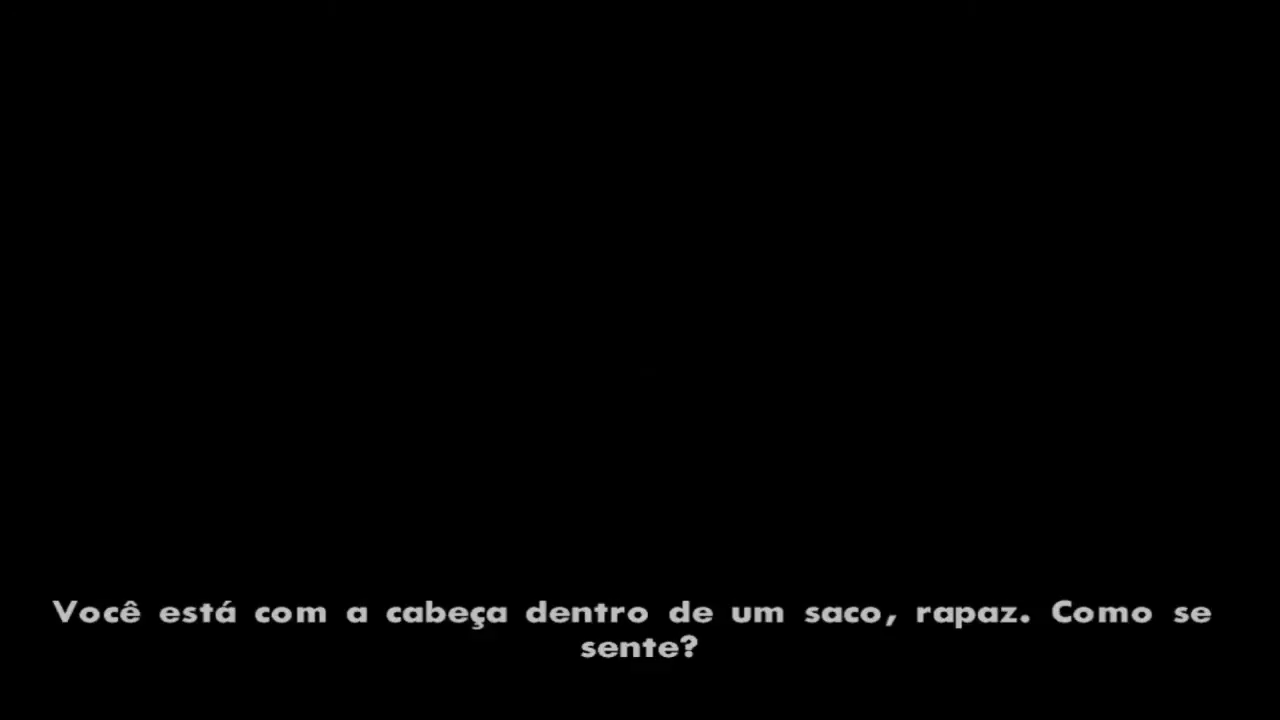 Você está com a cabeça dentro de um saco, rapaz. Como se
sente?